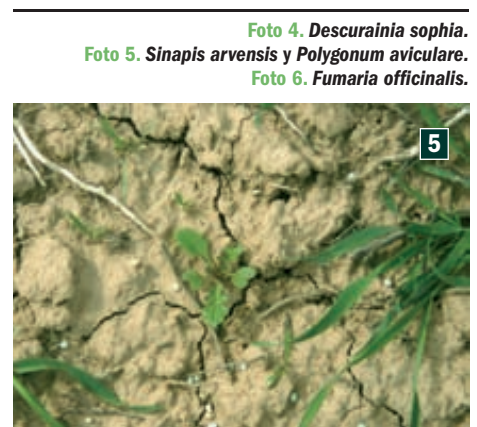 Foto 4. Descurainia sophia.
Foto 5. Sinapis arvensis y Polygonum aviculare.
Foto 6. Fumaria officinalis.
5